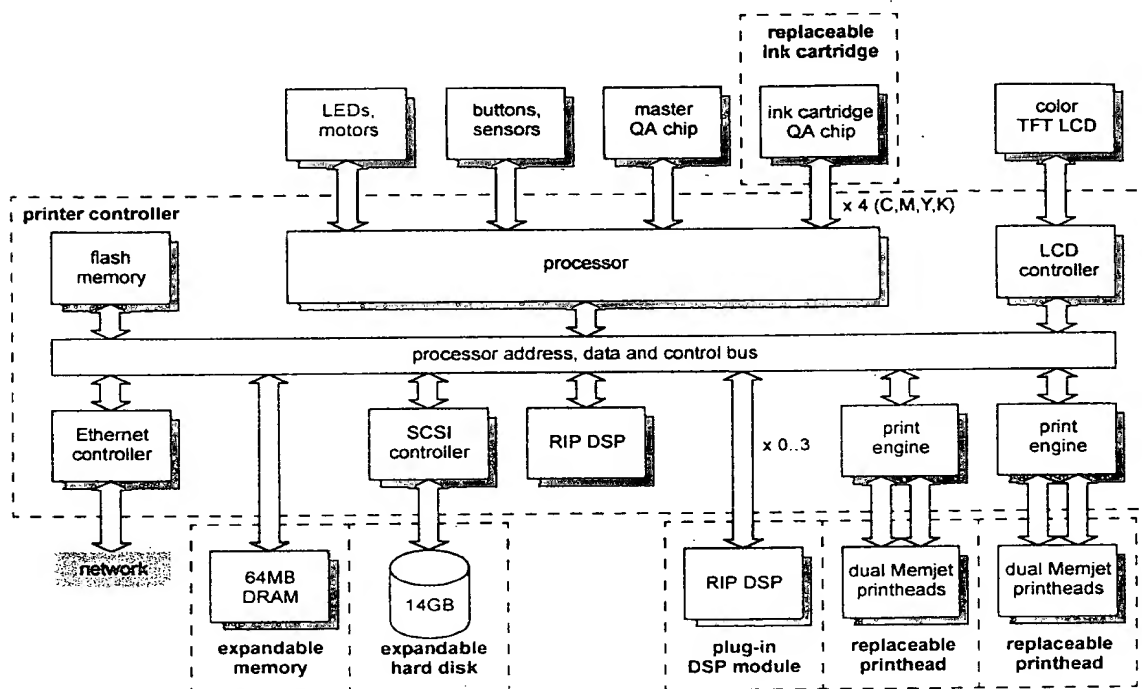 replaceable
ink cartridge
LEDs,
motors
buttons,
sensors
master
QA chip
ink cartridge
QA chip
color
TFT LCD
x 4 (C,M,Y,K)
printer controller
flash
memory
processor
LCD
controller
processor address, data and control bus
Ethernet
controller
SCSI
controller
RIP DSP
x 0..3
print
engine
print
engine
network
64MB
DRAM
14GB
RIP DSP
dual Memjet
printheads
dual Memjet
printheads
expandable
memory
expandable
hard disk
plug-in
DSP module
replaceable
printhead
replaceable
printhead